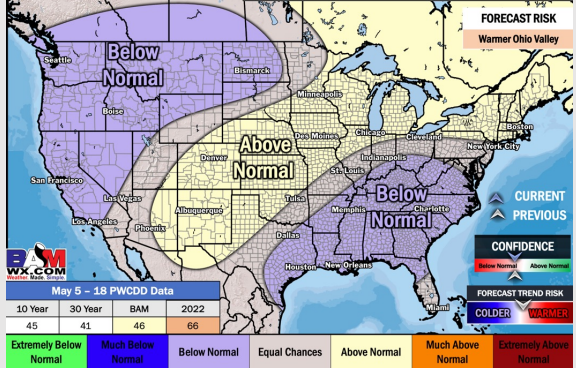 FORECAST RISK
Warmer Ohio Valley
Seattle
Below
Normal
Bismarck
Minneapolis
Boise
Boston
Des Moines
Chicago
Cleveland
New York City
Above
Normal
Denver
Indianapolis
St. Louis
San Francisco
Las Vegas
Tulsa
Below
Normal
Memphis
Charlotte
Albuquerque
Los Angeles
Phoenix
Dallas
Houston
New Orleans
Miami
CURRENT
PREVIOUS
CONFIDENCE
Below Normal
Above Normal
FORECAST TREND RISK
COLDER
WARMER
BAM
WX.COM
Weather. Made. Simple.
May 5 – 18 PWCDD Data
10 Year 30 Year BAM 2022
45 41 46 66
Extremely Below Normal
Much Below Normal
Below Normal
Equal Chances
Above Normal
Much Above Normal
Extremely Above Normal